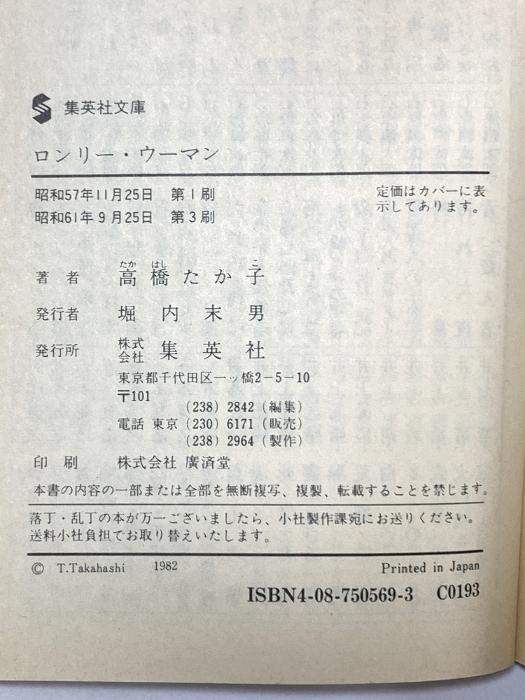 集英社文庫
ロンリー・ウーマン
昭和57年11月25日 第1刷
昭和61年9月25日 第3刷
定価はカバーに表
示してあります。
たか はし こ
著者 高橋たか子
発行者 堀内末男
発行所 株式会社 集英社
東京都千代田区一ッ橋2-5-10
〒101
(238) 2842 (編集)
電話 東京 (230) 6171 (販売)
(238) 2964 (製作)
印刷 株式会社 廣済堂
本書の内容の一部または全部を無断複写、複製、転載することを禁じます。
落丁・乱丁の本が万一ございましたら、小社製作課宛にお送りください。
送料小社負担でお取り替えいたします。
© T.Takahashi 1982 Printed in Japan
ISBN4-08-750569-3 C0193